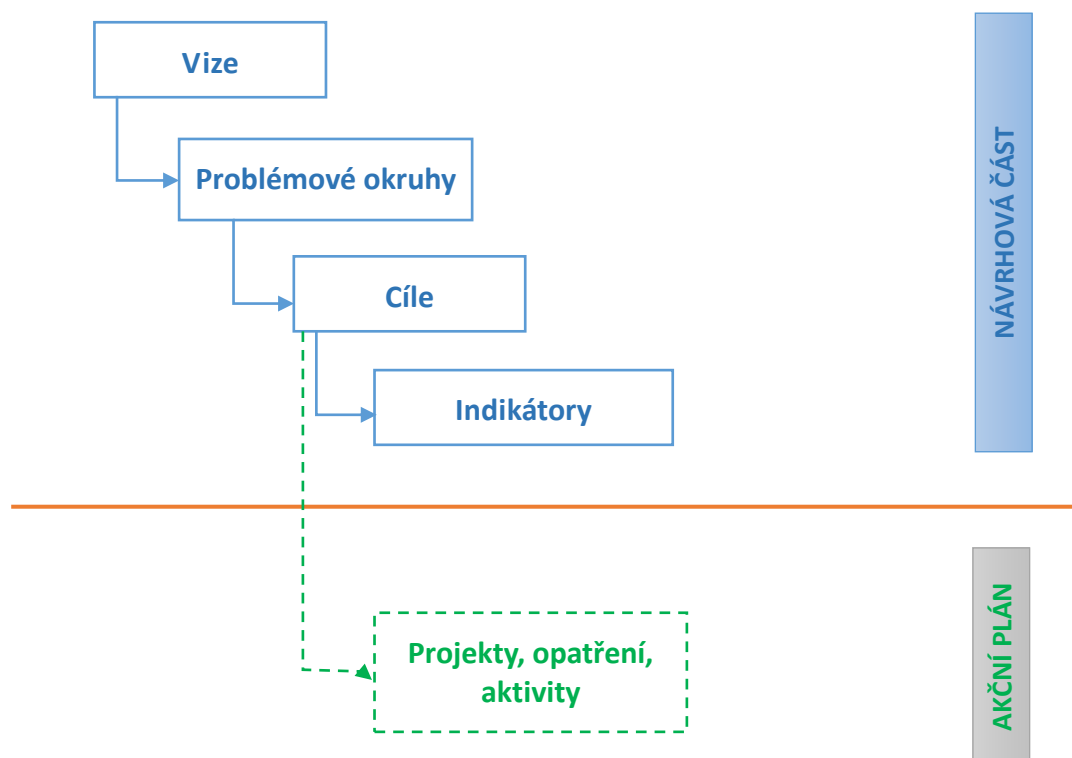 Vize
Problémové okruhy
Cíle
Indikátory
NÁVRHOVÁ ČÁST
Projekty, opatření,
aktivity
AKČNÍ PLÁN